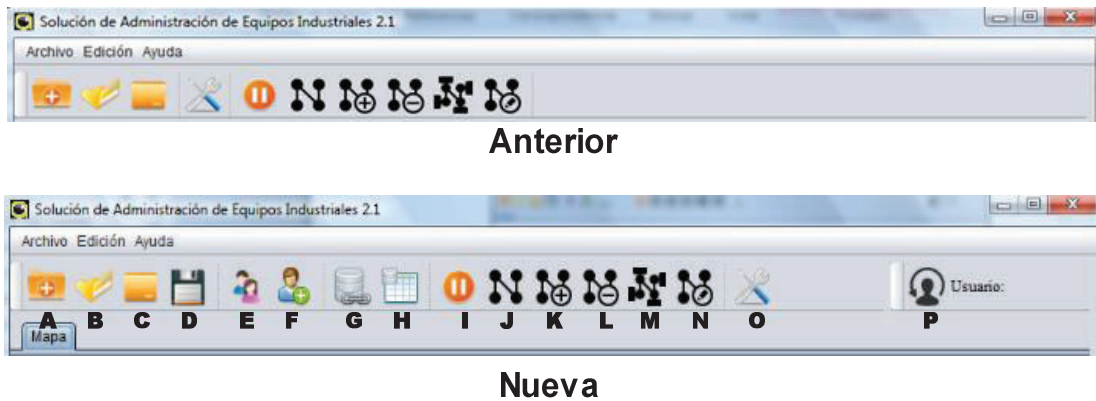 Solución de Administración de Equipos Industriales 2.1
Archivo Edición Ayuda
Anterior
Solución de Administración de Equipos Industriales 2.1
Archivo Edición Ayuda
Usuario:
A B C D E F G H I J K L M N O P
Mapa
Nueva